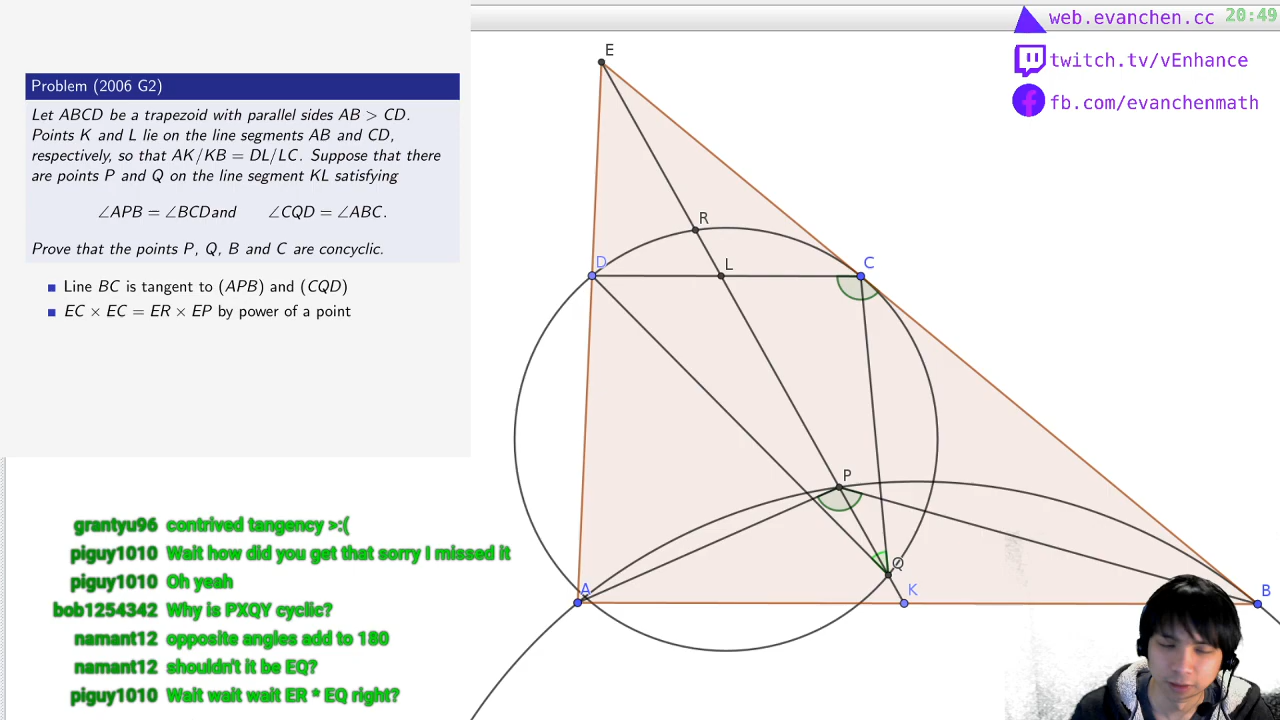 web.evanchen.cc 20:49
twitch.tv/vEnhance
fb.com/evanchenmath
Problem (2006 G2)
Let ABCD be a trapezoid with parallel sides AB > CD.
Points K and L lie on the line segments AB and CD,
respectively, so that AK/KB = DL/LC. Suppose that there
are points P and Q on the line segment KL satisfying
∠APB = ∠BCDand ∠CQD = ∠ABC.
Prove that the points P, Q, B and C are concyclic.
Line BC is tangent to (APB) and (CQD)
EC × EC = ER × EP by power of a point
E
R
D
L
C
P
Q
A
K
B
grantyu96 contrived tangency >:(
piguy1010 Wait how did you get that sorry I missed it
piguy1010 Oh yeah
bob1254342 Why is PXQY cyclic?
namant12 opposite angles add to 180
namant12 shouldn't it be EQ?
piguy1010 Wait wait wait ER * EQ right?